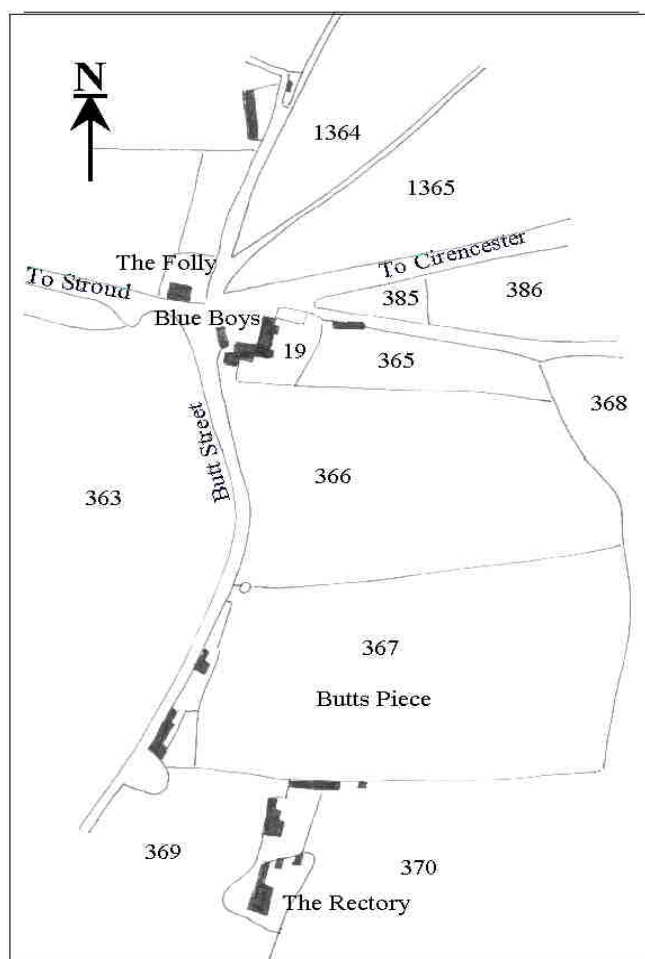 N
1364
1365
To Cirencester
The Folly
To Stroud
385
386
Blue Boys
19
365
368
Butt Street
366
363
367
Butts Piece
369
370
The Rectory